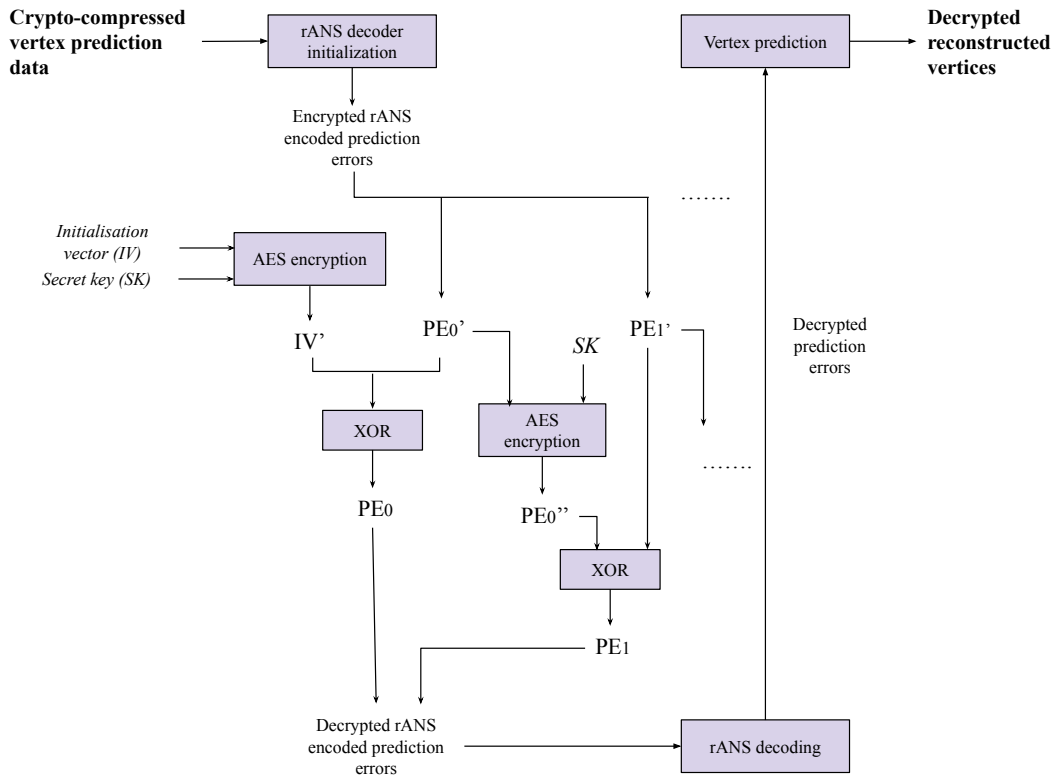 Crypto-compressed
vertex prediction
data
rANS decoder
initialization
Vertex prediction
Decrypted
reconstructed
vertices
Encrypted rANS
encoded prediction
errors
.......
Initialisation
vector (IV)
Secret key (SK)
AES encryption
IV'
PE0'
SK
PE1'
Decrypted
prediction
errors
XOR
AES
encryption
.......
PE0
PE0''
XOR
PE1
Decrypted rANS
encoded prediction
errors
rANS decoding